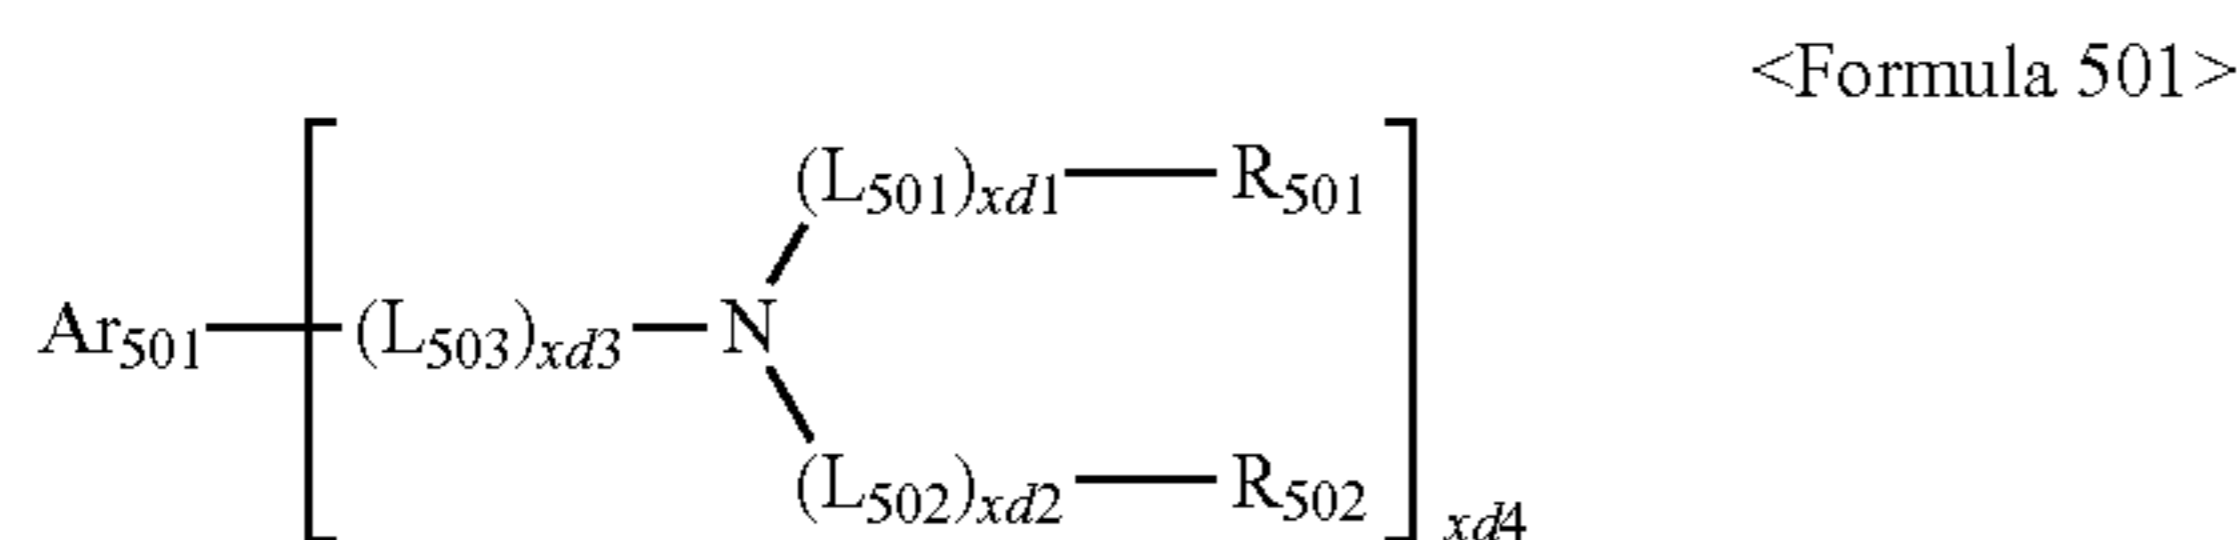 <Formula 501>
(L501)xd1—R501
Ar501—(L503)xd3—N
(L502)xd2—R502
xd4